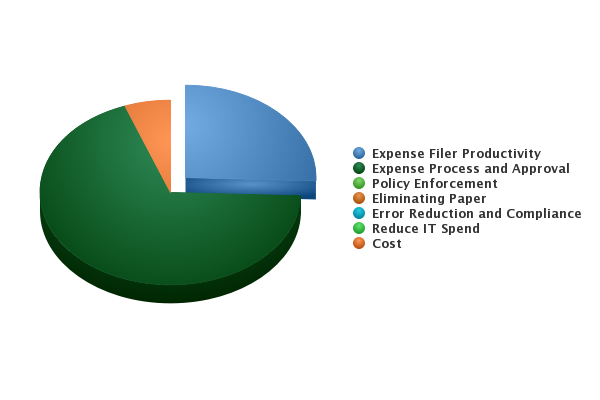 Expense Filer Productivity
Expense Process and Approval
Policy Enforcement
Eliminating Paper
Error Reduction and Compliance
Reduce IT Spend
Cost